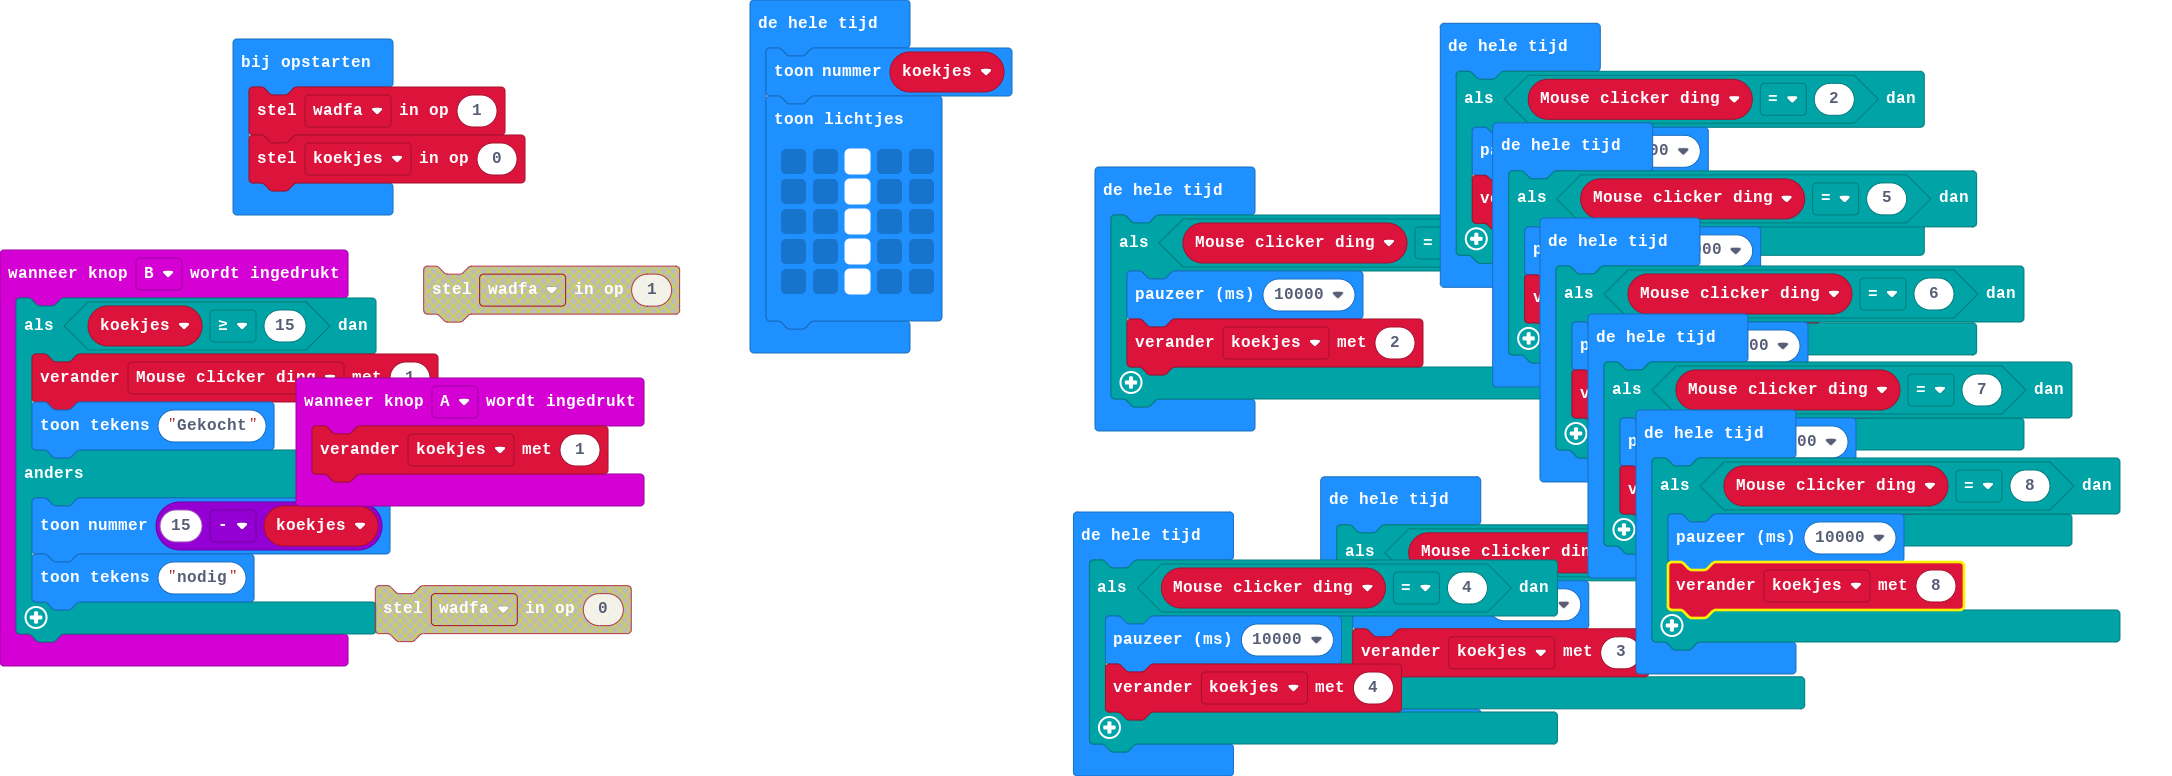 bij opstarten
stel wadfa in op 1
stel koekjes in op 0
wanneer knop B wordt ingedrukt
als koekjes ≥ 15 dan
verander Mouse clicker ding met 1
toon tekens "Gekocht"
anders
toon nummer 15 - koekjes
toon tekens "nodig"
wanneer knop A wordt ingedrukt
verander koekjes met 1
stel wadfa in op 1
stel wadfa in op 0
de hele tijd
toon nummer koekjes
toon lichtjes
de hele tijd
als Mouse clicker ding =
pauzeer (ms) 10000
verander koekjes met 2
de hele tijd
als Mouse clicker ding = 2 dan
de hele tijd
als Mouse clicker ding = 5 dan
de hele tijd
als Mouse clicker ding = 6 dan
de hele tijd
als Mouse clicker ding = 7 dan
de hele tijd
als Mouse clicker ding = 8 dan
pauzeer (ms) 10000
verander koekjes met 8
de hele tijd
als Mouse clicker
verander koekjes met 3
de hele tijd
als Mouse clicker ding = 4 dan
pauzeer (ms) 10000
verander koekjes met 4